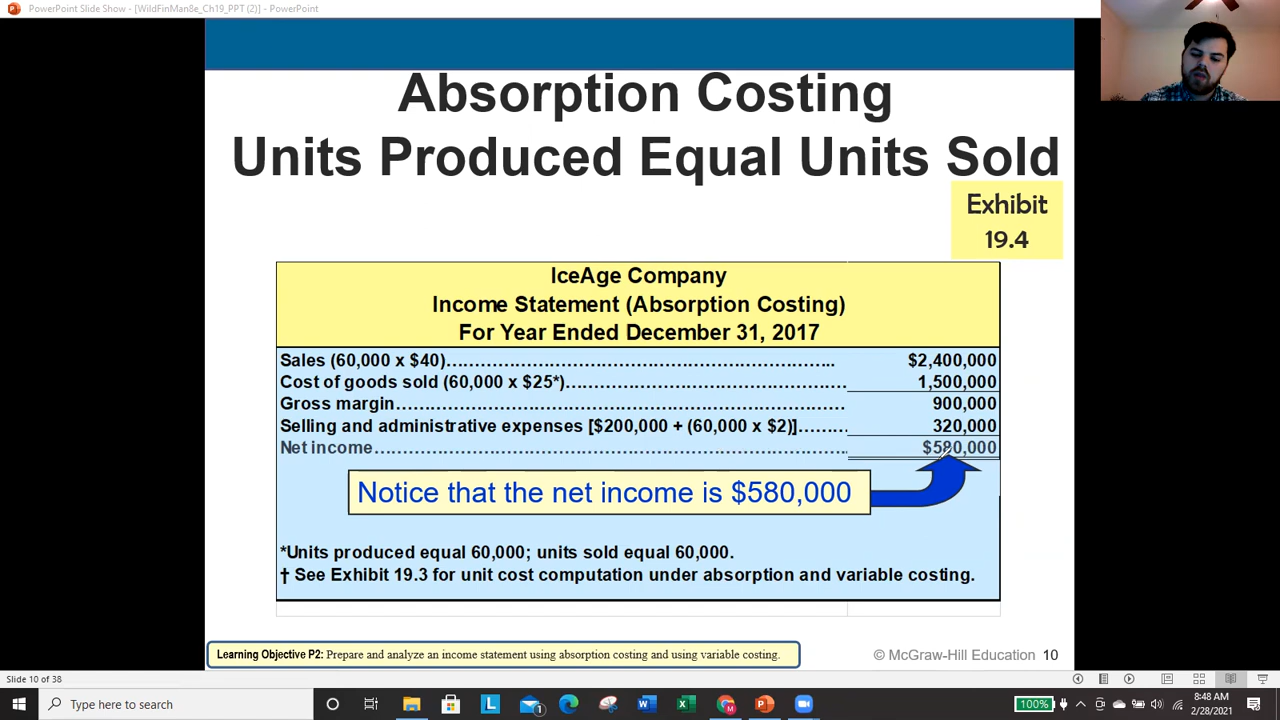 PowerPoint Slide Show - [WildFinMan8e_Ch19_PPT (2)] - PowerPoint
Absorption Costing
Units Produced Equal Units Sold
Exhibit
19.4
IceAge Company
Income Statement (Absorption Costing)
For Year Ended December 31, 2017
Sales (60,000 x $40)……………………………………………………….. $2,400,000
Cost of goods sold (60,000 x $25*)………………………………………… 1,500,000
Gross margin………………………………………………………………… 900,000
Selling and administrative expenses [$200,000 + (60,000 x $2)]……... 320,000
Net income…………………………………………………………………….. $580,000
Notice that the net income is $580,000
*Units produced equal 60,000; units sold equal 60,000.
† See Exhibit 19.3 for unit cost computation under absorption and variable costing.
Learning Objective P2: Prepare and analyze an income statement using absorption costing and using variable costing.
© McGraw-Hill Education 10
Slide 10 of 38
Type here to search
100%
8:48 AM
2/28/2021